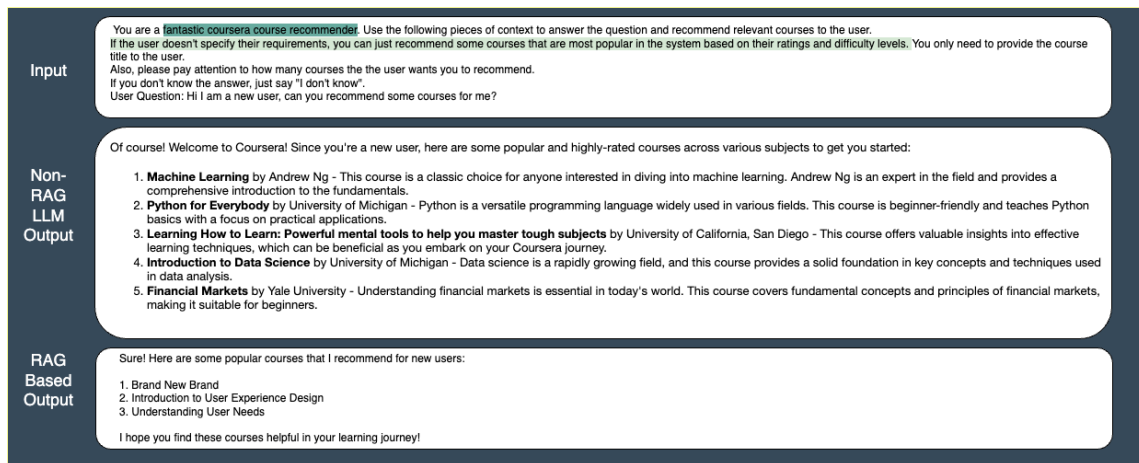 Input
You are a fantastic coursera course recommender. Use the following pieces of context to answer the question and recommend relevant courses to the user.
If the user doesn't specify their requirements, you can just recommend some courses that are most popular in the system based on their ratings and difficulty levels. You only need to provide the course
title to the user.
Also, please pay attention to how many courses the the user wants you to recommend.
If you don't know the answer, just say "I don't know".
User Question: Hi I am a new user, can you recommend some courses for me?
Non-
RAG
LLM
Output
Of course! Welcome to Coursera! Since you're a new user, here are some popular and highly-rated courses across various subjects to get you started:
1. Machine Learning by Andrew Ng - This course is a classic choice for anyone interested in diving into machine learning. Andrew Ng is an expert in the field and provides a
comprehensive introduction to the fundamentals.
2. Python for Everybody by University of Michigan - Python is a versatile programming language widely used in various fields. This course is beginner-friendly and teaches Python
basics with a focus on practical applications.
3. Learning How to Learn: Powerful mental tools to help you master tough subjects by University of California, San Diego - This course offers valuable insights into effective
learning techniques, which can be beneficial as you embark on your Coursera journey.
4. Introduction to Data Science by University of Michigan - Data science is a rapidly growing field, and this course provides a solid foundation in key concepts and techniques used
in data analysis.
5. Financial Markets by Yale University - Understanding financial markets is essential in today's world. This course covers fundamental concepts and principles of financial markets,
making it suitable for beginners.
RAG
Based
Output
Sure! Here are some popular courses that I recommend for new users:
1. Brand New Brand
2. Introduction to User Experience Design
3. Understanding User Needs
I hope you find these courses helpful in your learning journey!